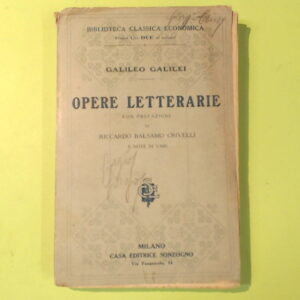 BIBLIOTECA CLASSICA ECONOMICA
GALILEO GALILEI
OPERE LETTERARIE
CON PREFAZIONE
DI
RICCARDO BALSAMO CRIVELLI
E NOTE DI VARI
MILANO
CASA EDITRICE SONZOGNO